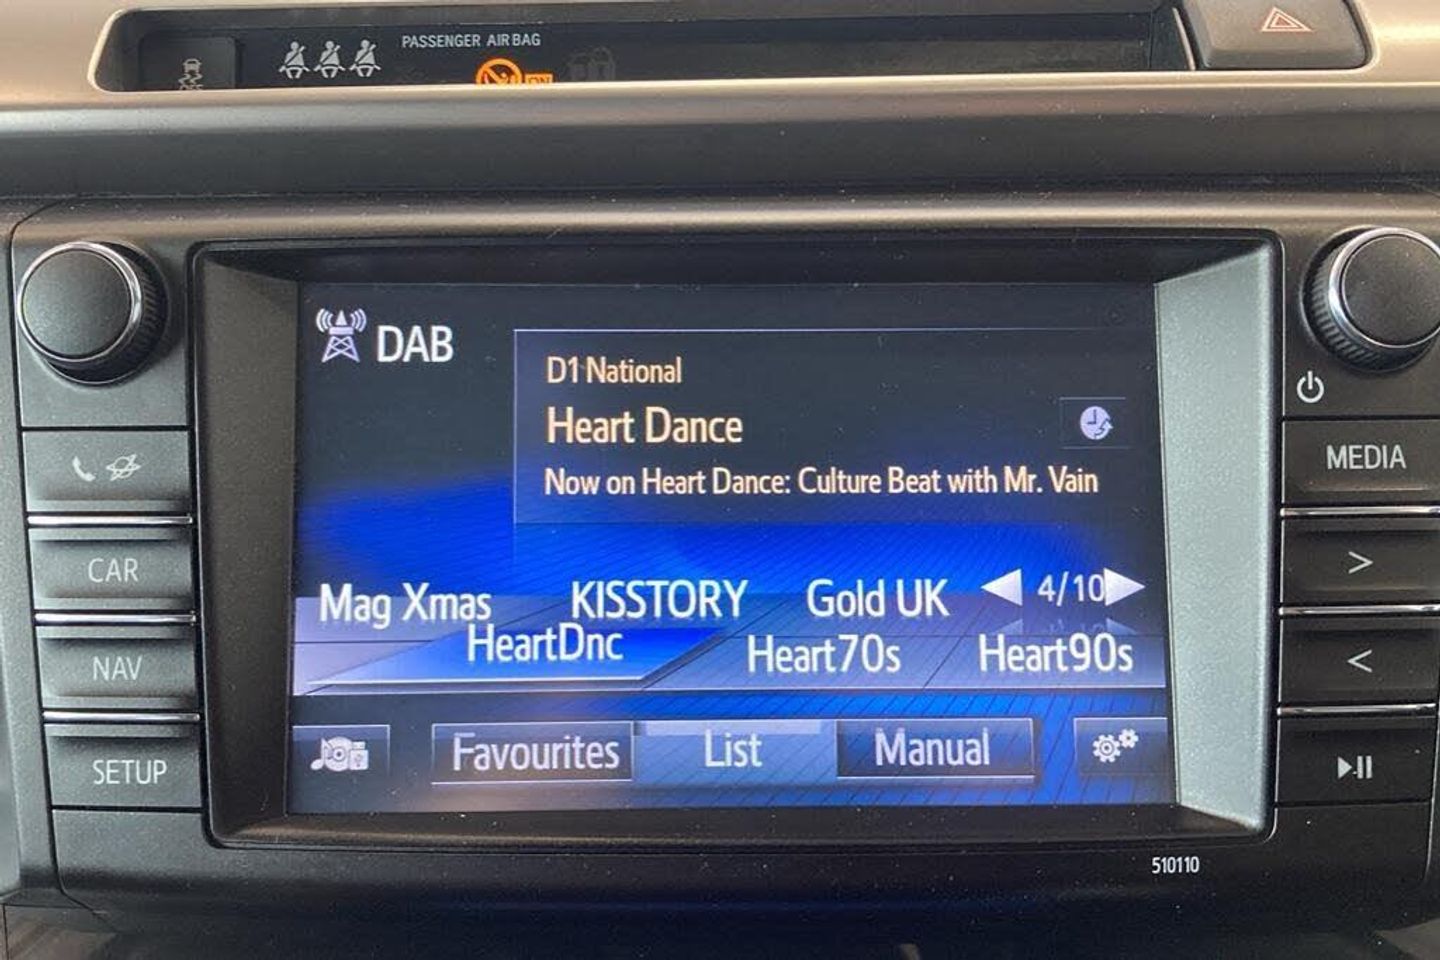 PASSENGER AIR BAG
DAB
D1 National
Heart Dance
Now on Heart Dance: Culture Beat with Mr. Vain
Mag Xmas
KISSTORY
Gold UK
4/10
HeartDnc
Heart70s
Heart90s
Favourites
List
Manual
CAR
NAV
SETUP
MEDIA
>
<
510110